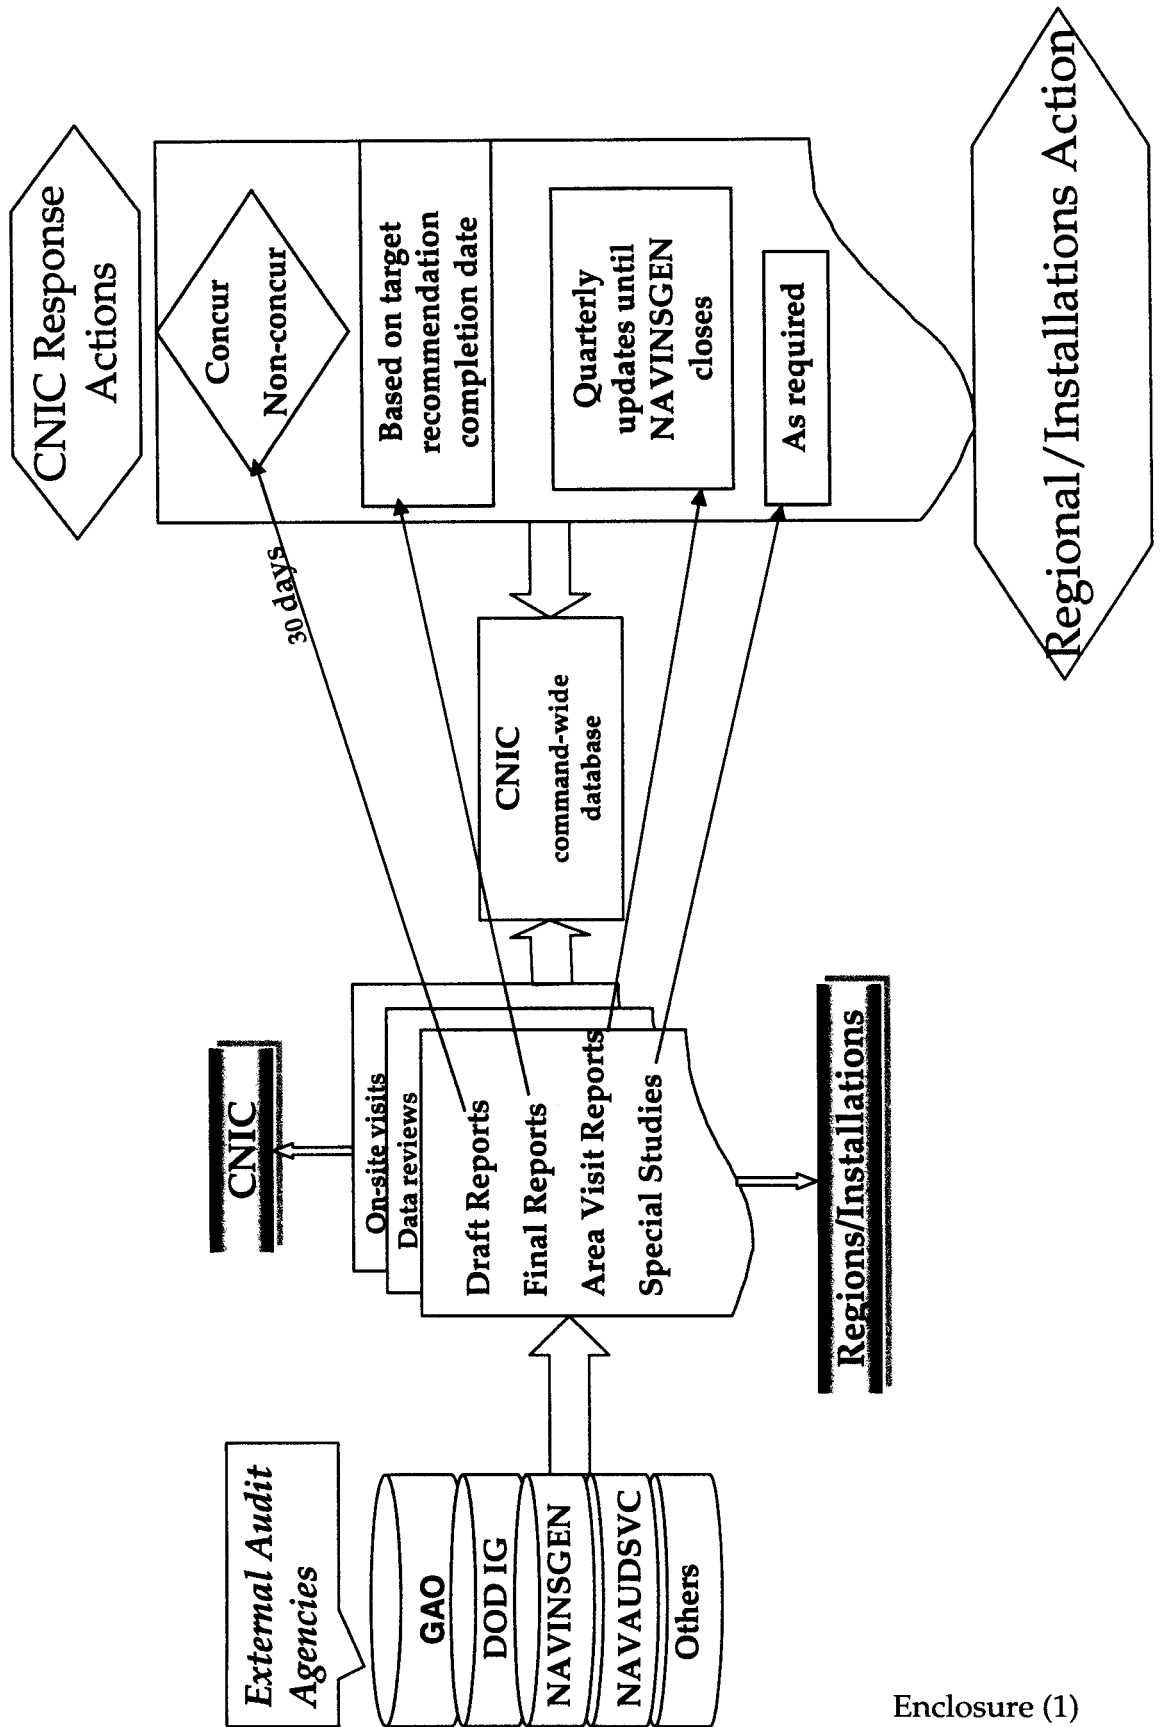 External Audit
Agencies
GAO
DOD IG
NAVINSGEN
NAVAUDSVC
Others
CNIC
On-site visits
Data reviews
Draft Reports
Final Reports
Area Visit Reports
Special Studies
Regions/Installations
CNIC
command-wide
database
30 days
CNIC Response
Actions
Concur
Non-concur
Based on target
recommendation
completion date
Quarterly
updates until
NAVINSGEN
closes
As required
Regional/Installations Action
Enclosure (1)